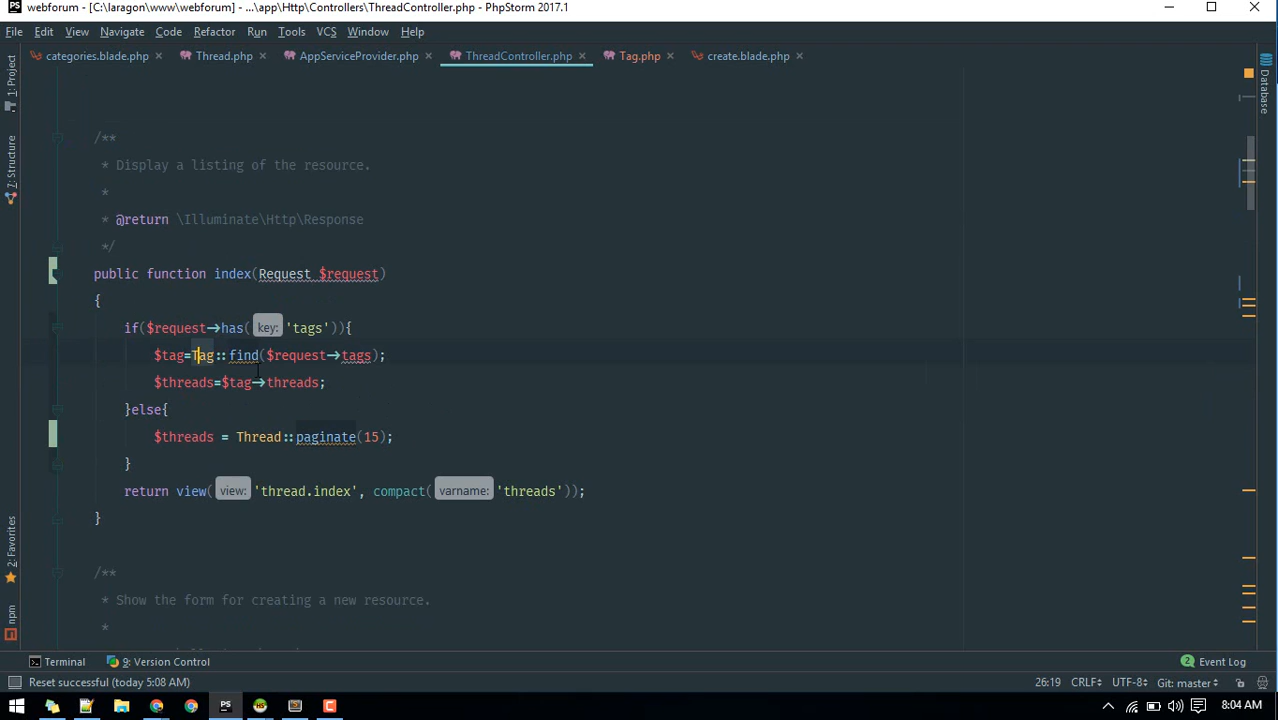 webforum - [C:\laragon\www\webforum] - ...\app\Http\Controllers\ThreadController.php - PhpStorm 2017.1
File Edit View Navigate Code Refactor Run Tools VCS Window Help
categories.blade.php Thread.php AppServiceProvider.php ThreadController.php Tag.php create.blade.php
1: Project
7: Structure
2: Favorites
npm
Database
/**
* Display a listing of the resource.
*
* @return \Illuminate\Http\Response
*/
public function index(Request $request)
{
if($request->has( key: 'tags')){
$tag=Tag::find($request->tags);
$threads=$tag->threads;
}else{
$threads = Thread::paginate(15);
}
return view( view: 'thread.index', compact( varname: 'threads'));
}
/**
* Show the form for creating a new resource.
*
Terminal 9: Version Control 2 Event Log
Reset successful (today 5:08 AM) 26:19 CRLF UTF-8 Git: master
PS 8:04 AM